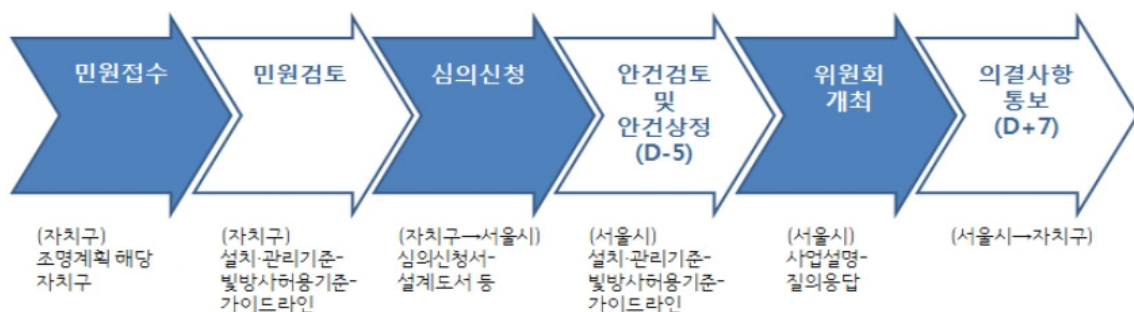 민원접수
민원검토
심의신청
안건검토
및
안건상정
(D-5)
위원회
개최
의결사항
통보
(D+7)
(자치구)
조명계획 해당
자치구
(자치구)
설치·관리기준-
빛방사허용기준-
가이드라인
(자치구→서울시)
심의신청서-
설계도서 등
(서울시)
설치·관리기준-
빛방사허용기준-
가이드라인
(서울시)
사업설명-
질의응답
(서울시→자치구)